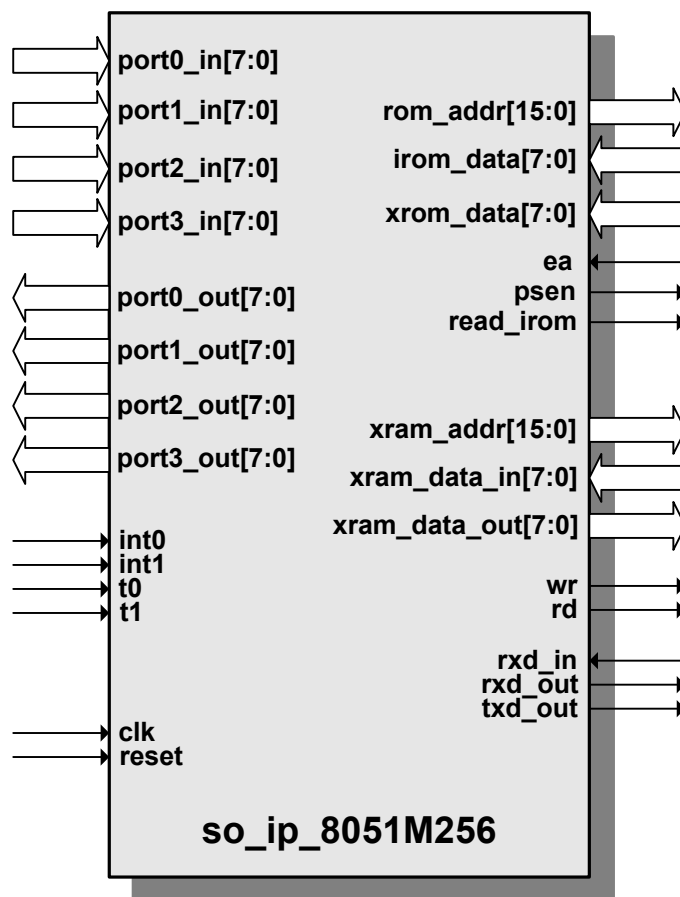 port0_in[7:0]
port1_in[7:0]
port2_in[7:0]
port3_in[7:0]
port0_out[7:0]
port1_out[7:0]
port2_out[7:0]
port3_out[7:0]
int0
int1
t0
t1
clk
reset
rom_addr[15:0]
irom_data[7:0]
xrom_data[7:0]
ea
psen
read_irom
xram_addr[15:0]
xram_data_in[7:0]
xram_data_out[7:0]
wr
rd
rxd_in
rxd_out
txd_out
so_ip_8051M256